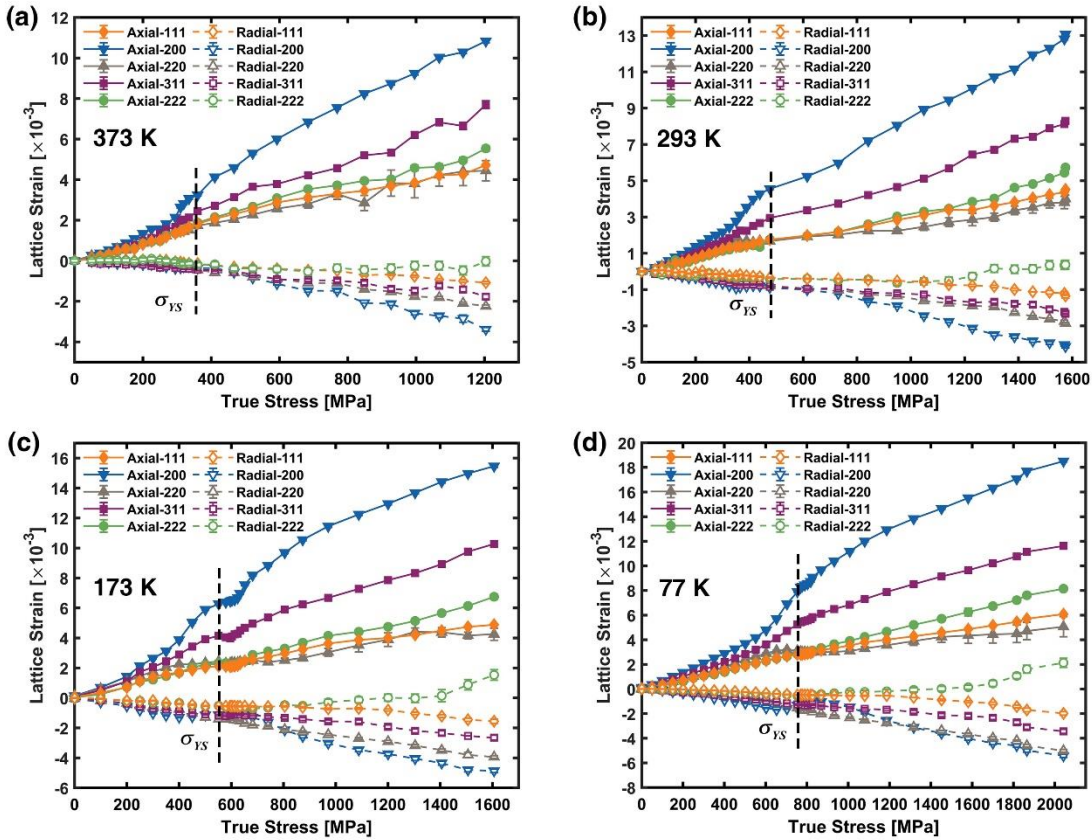 (a)
12
10
8
6
4
2
0
-2
-4
Lattice Strain [×10⁻³]
Axial-111 Radial-111
Axial-200 Radial-200
Axial-220 Radial-220
Axial-311 Radial-311
Axial-222 Radial-222
373 K
σYS
0 200 400 600 800 1000 1200
True Stress [MPa]
(b)
13
11
9
7
5
3
1
-1
-3
-5
Lattice Strain [×10⁻³]
Axial-111 Radial-111
Axial-200 Radial-200
Axial-220 Radial-220
Axial-311 Radial-311
Axial-222 Radial-222
293 K
σYS
0 200 400 600 800 1000 1200 1400 1600
True Stress [MPa]
(c)
16
14
12
10
8
6
4
2
0
-2
-4
-6
Lattice Strain [×10⁻³]
Axial-111 Radial-111
Axial-200 Radial-200
Axial-220 Radial-220
Axial-311 Radial-311
Axial-222 Radial-222
173 K
σYS
0 200 400 600 800 1000 1200 1400 1600
True Stress [MPa]
(d)
20
18
16
14
12
10
8
6
4
2
0
-2
-4
-6
-8
Lattice Strain [×10⁻³]
Axial-111 Radial-111
Axial-200 Radial-200
Axial-220 Radial-220
Axial-311 Radial-311
Axial-222 Radial-222
77 K
σYS
0 200 400 600 800 1000 1200 1400 1600 1800 2000
True Stress [MPa]